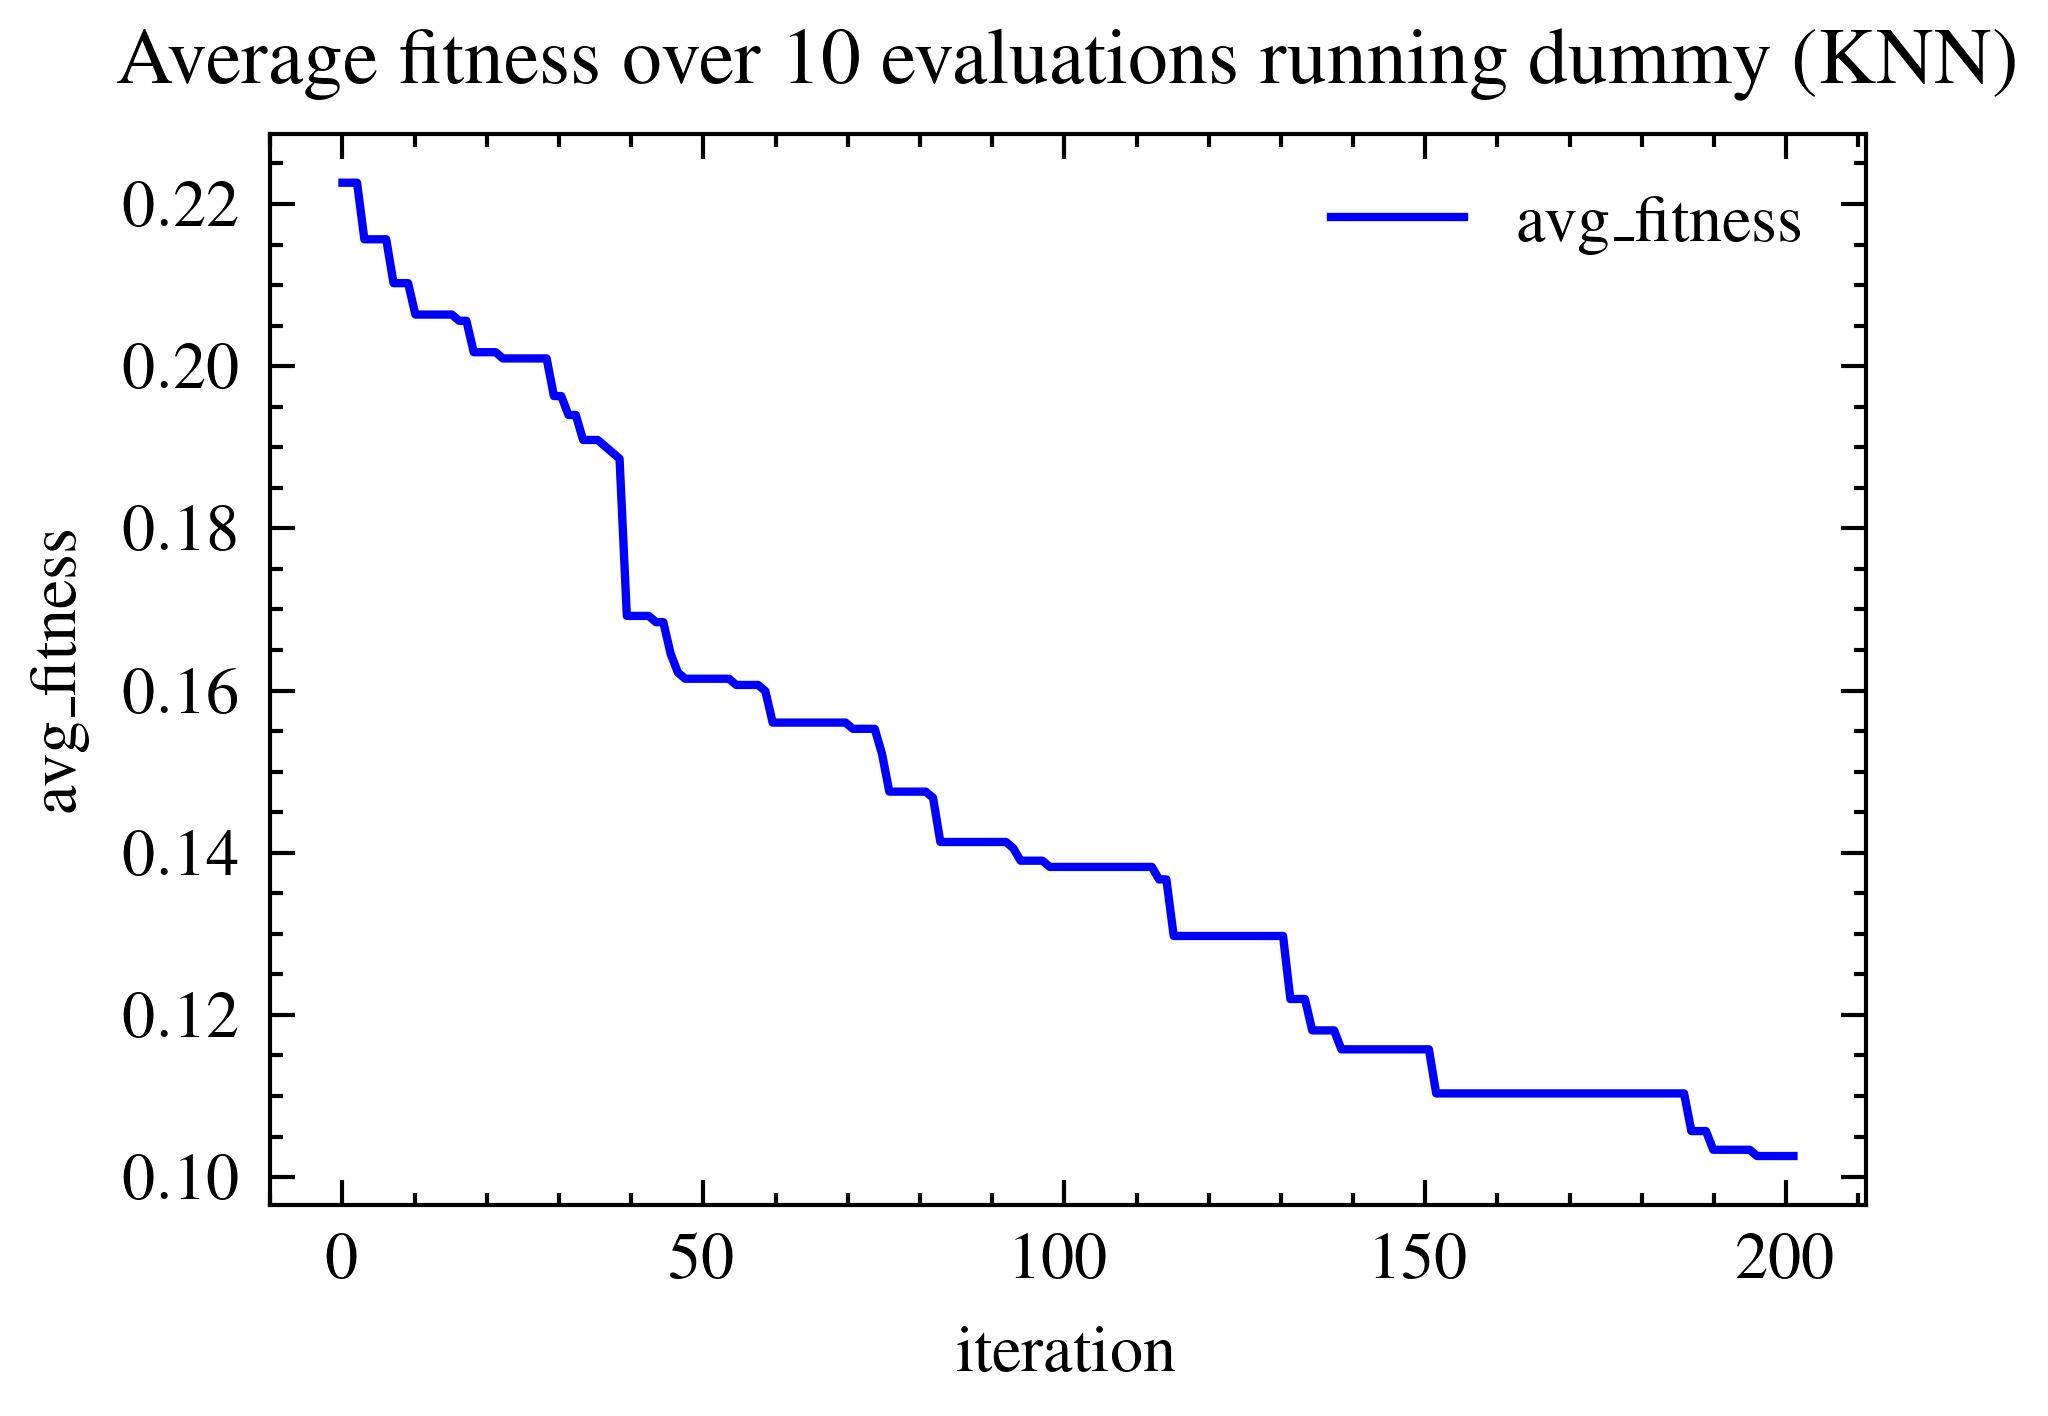 Average fitness over 10 evaluations running dummy (KNN)
avg_fitness
0.22
0.20
0.18
0.16
0.14
0.12
0.10
avg_fitness
0 50 100 150 200
iteration